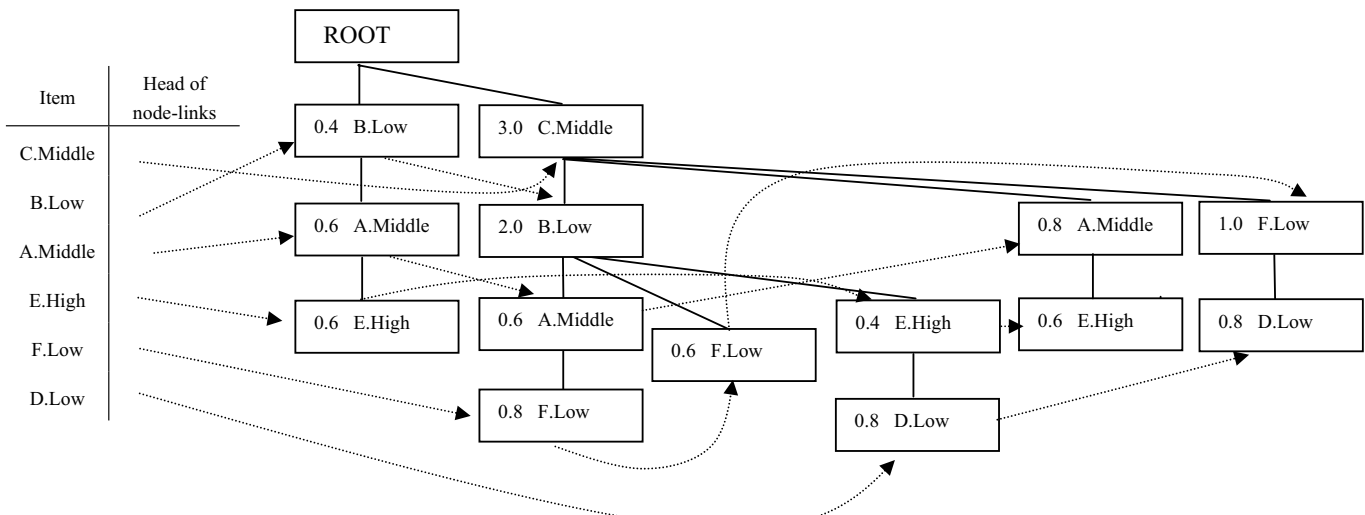 ROOT
Item
Head of
node-links
C.Middle
B.Low
A.Middle
E.High
F.Low
D.Low
0.4 B.Low
3.0 C.Middle
0.6 A.Middle
2.0 B.Low
0.8 A.Middle
1.0 F.Low
0.6 E.High
0.6 A.Middle
0.6 F.Low
0.4 E.High
0.6 E.High
0.8 D.Low
0.8 F.Low
0.8 D.Low